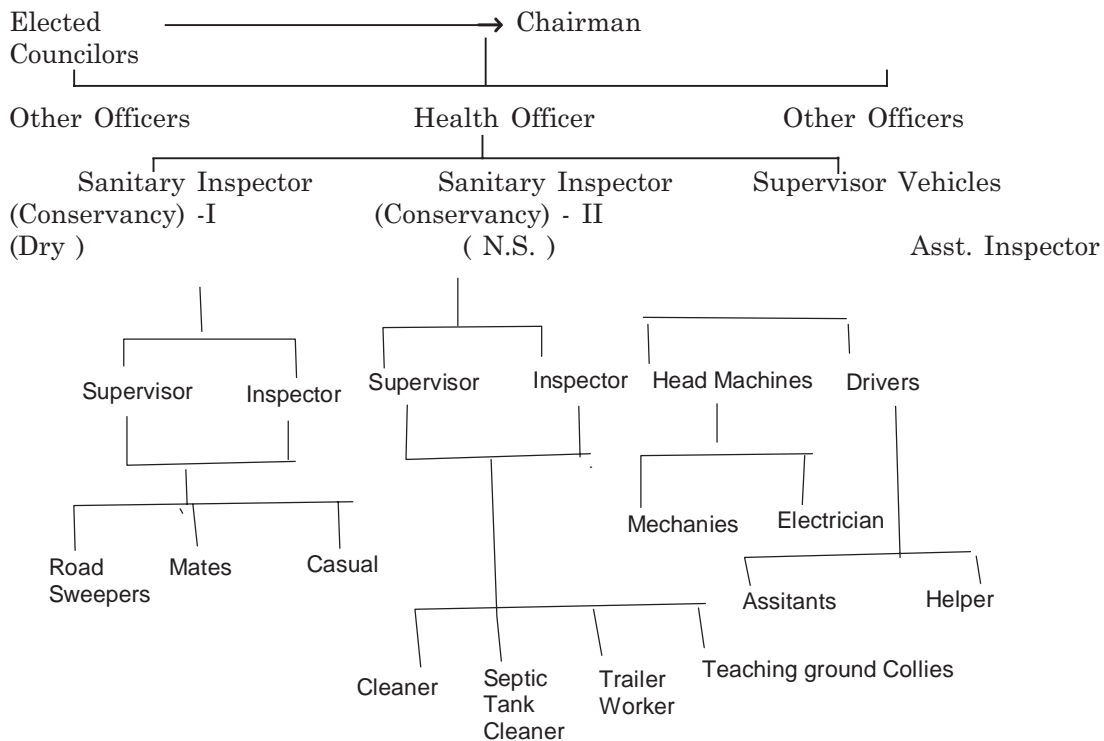 Elected Chairman
Councilors
Other Officers Health Officer Other Officers
Sanitary Inspector Sanitary Inspector Supervisor Vehicles
(Conservancy) -I (Conservancy) - II
(Dry ) ( N.S. ) Asst. Inspector
Supervisor Inspector Supervisor Inspector Head Machines Drivers
Mechanies Electrician
Road Mates Casual
Sweepers
Assitants Helper
Cleaner Septic Trailer Teaching ground Collies
Tank Worker
Cleaner